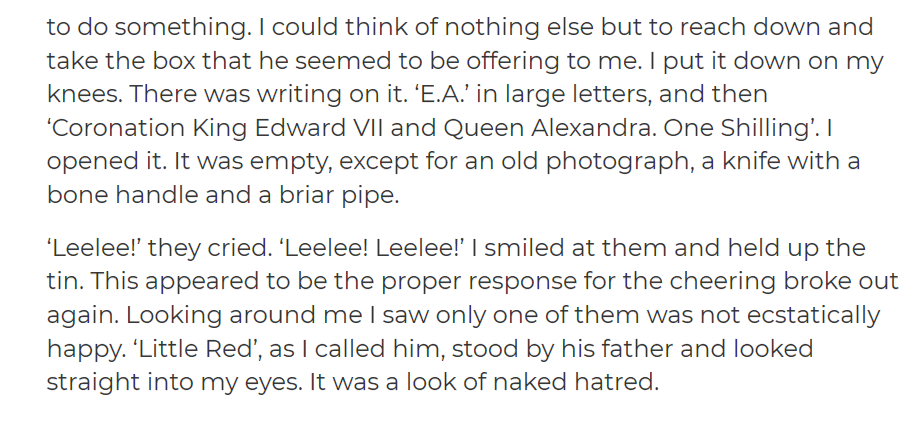 to do something. I could think of nothing else but to reach down and
take the box that he seemed to be offering to me. I put it down on my
knees. There was writing on it. ‘E.A.’ in large letters, and then
‘Coronation King Edward VII and Queen Alexandra. One Shilling’. I
opened it. It was empty, except for an old photograph, a knife with a
bone handle and a briar pipe.
‘Leelee!’ they cried. ‘Leelee! Leelee!’ I smiled at them and held up the
tin. This appeared to be the proper response for the cheering broke out
again. Looking around me I saw only one of them was not ecstatically
happy. ‘Little Red’, as I called him, stood by his father and looked
straight into my eyes. It was a look of naked hatred.